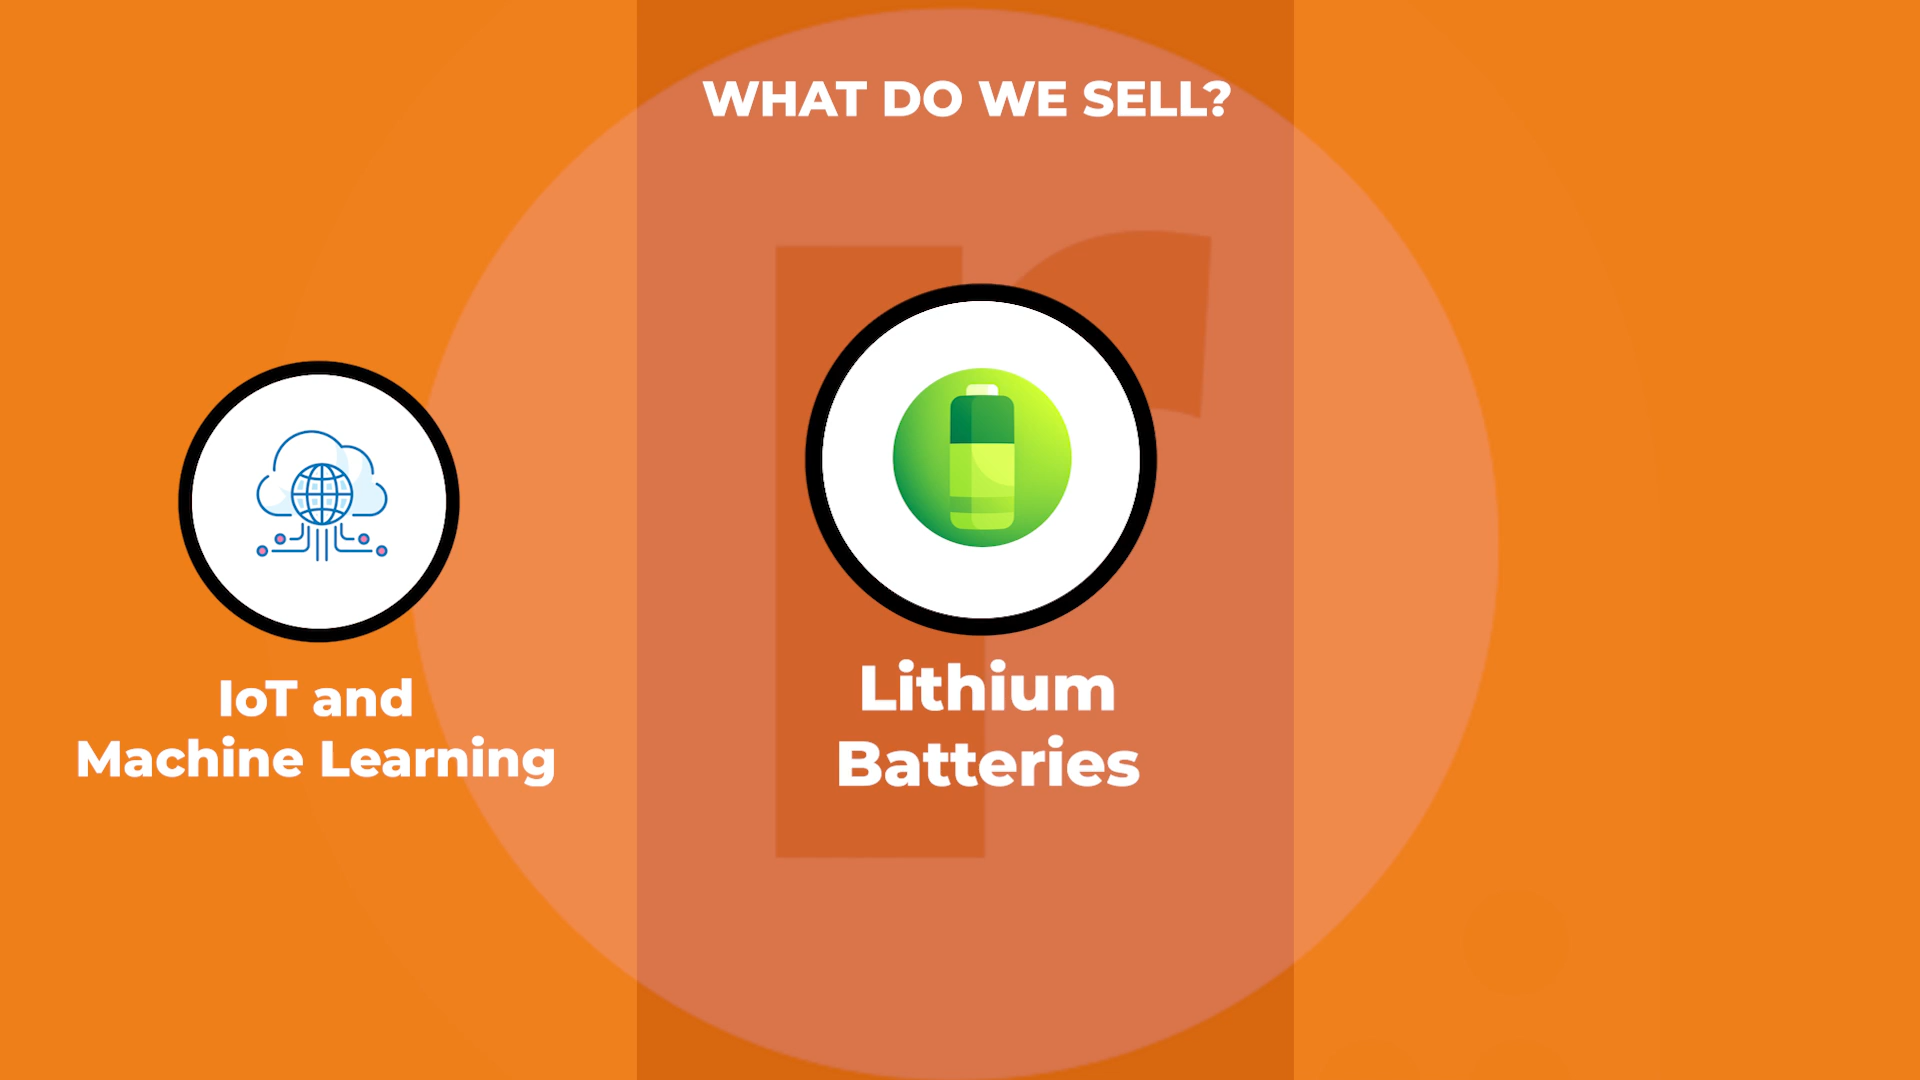 WHAT DO WE SELL?
IoT and
Machine Learning
Lithium
Batteries
r